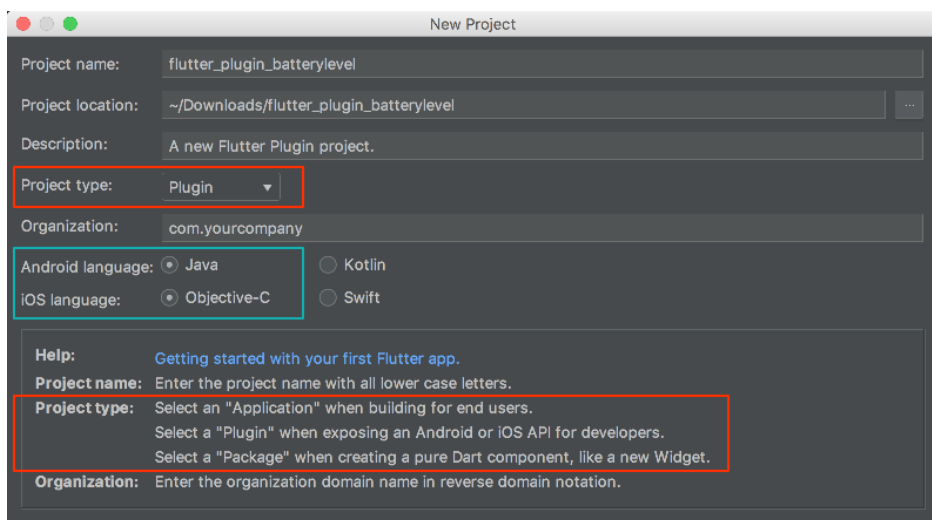 New Project
Project name: flutter_plugin_batterylevel
Project location: ~/Downloads/flutter_plugin_batterylevel ...
Description: A new Flutter Plugin project.
Project type: Plugin
Organization: com.yourcompany
Android language: Java Kotlin
iOS language: Objective-C Swift
Help: Getting started with your first Flutter app.
Project name: Enter the project name with all lower case letters.
Project type: Select an "Application" when building for end users.
Select a "Plugin" when exposing an Android or iOS API for developers.
Select a "Package" when creating a pure Dart component, like a new Widget.
Organization: Enter the organization domain name in reverse domain notation.